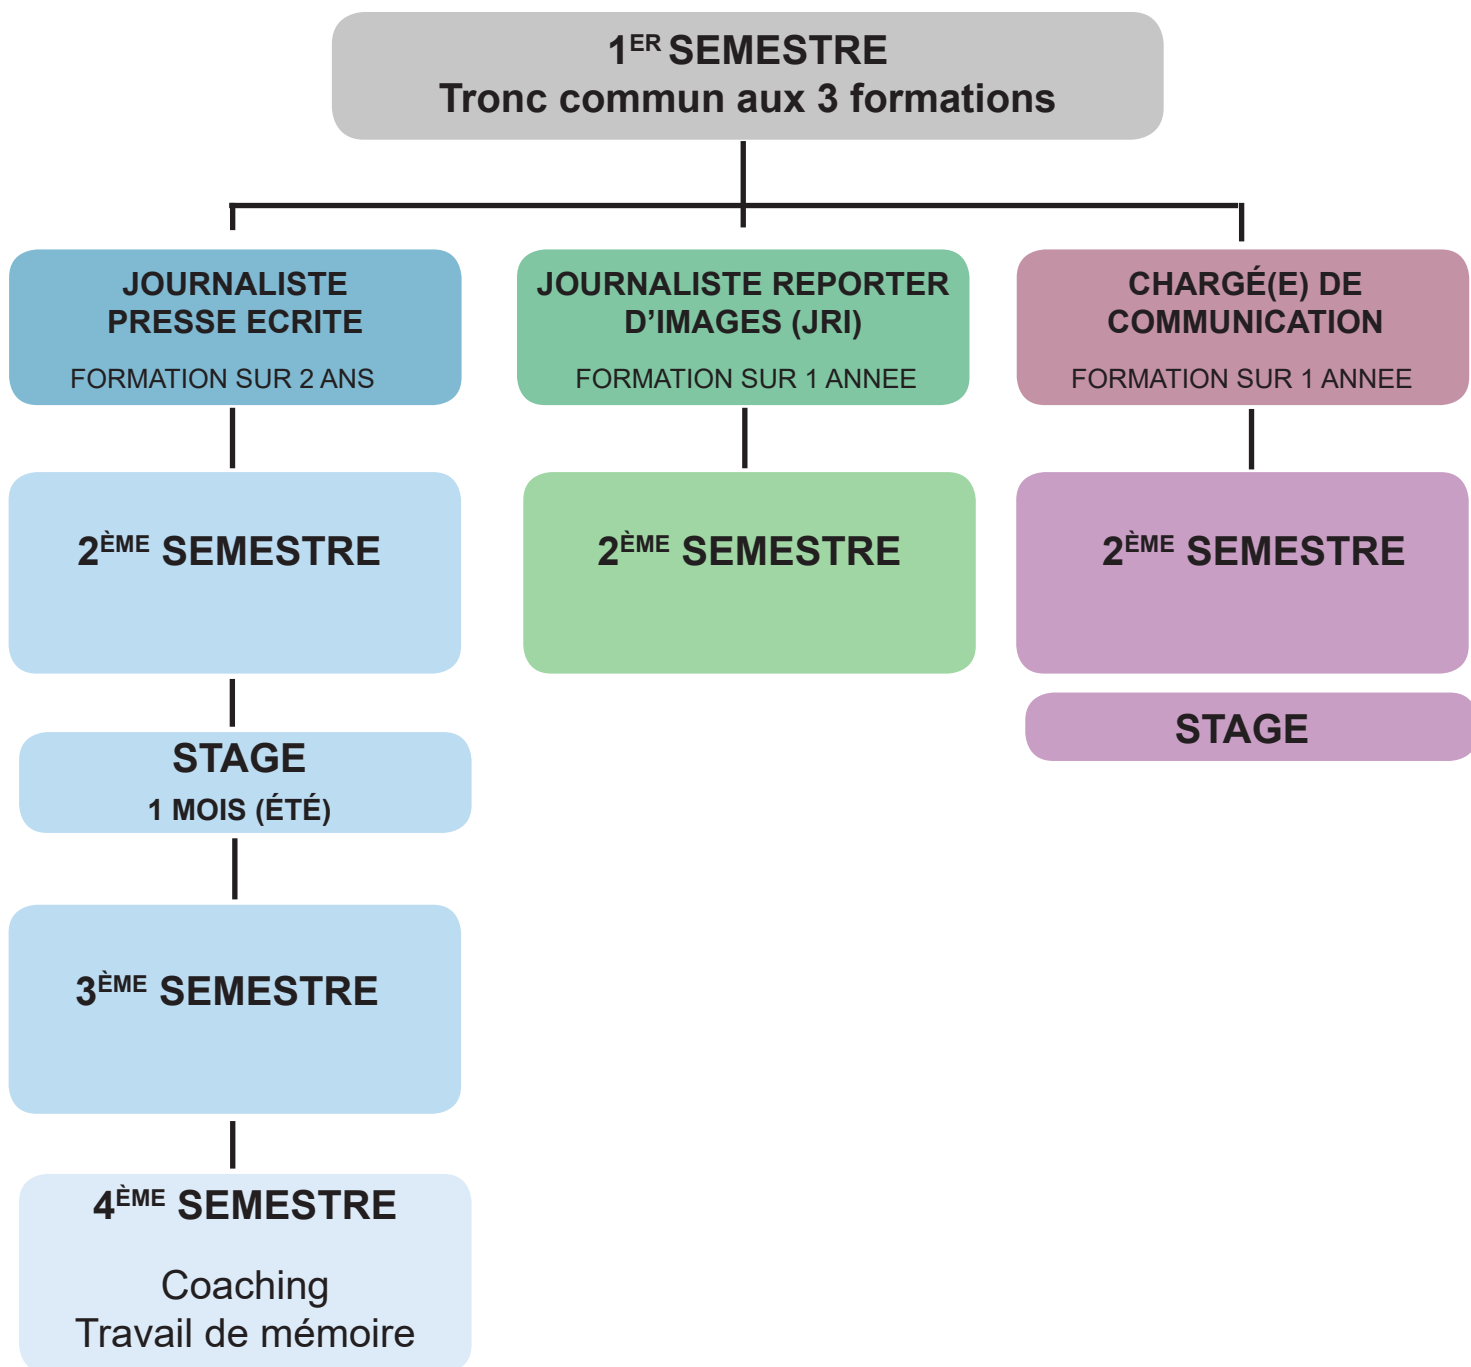 1ER SEMESTRE
Tronc commun aux 3 formations
JOURNALISTE
PRESSE ECRITE
FORMATION SUR 2 ANS
JOURNALISTE REPORTER
D’IMAGES (JRI)
FORMATION SUR 1 ANNEE
CHARGÉ(E) DE
COMMUNICATION
FORMATION SUR 1 ANNEE
2ÈME SEMESTRE
2ÈME SEMESTRE
2ÈME SEMESTRE
STAGE
1 MOIS (ÉTÉ)
STAGE
3ÈME SEMESTRE
4ÈME SEMESTRE
Coaching
Travail de mémoire